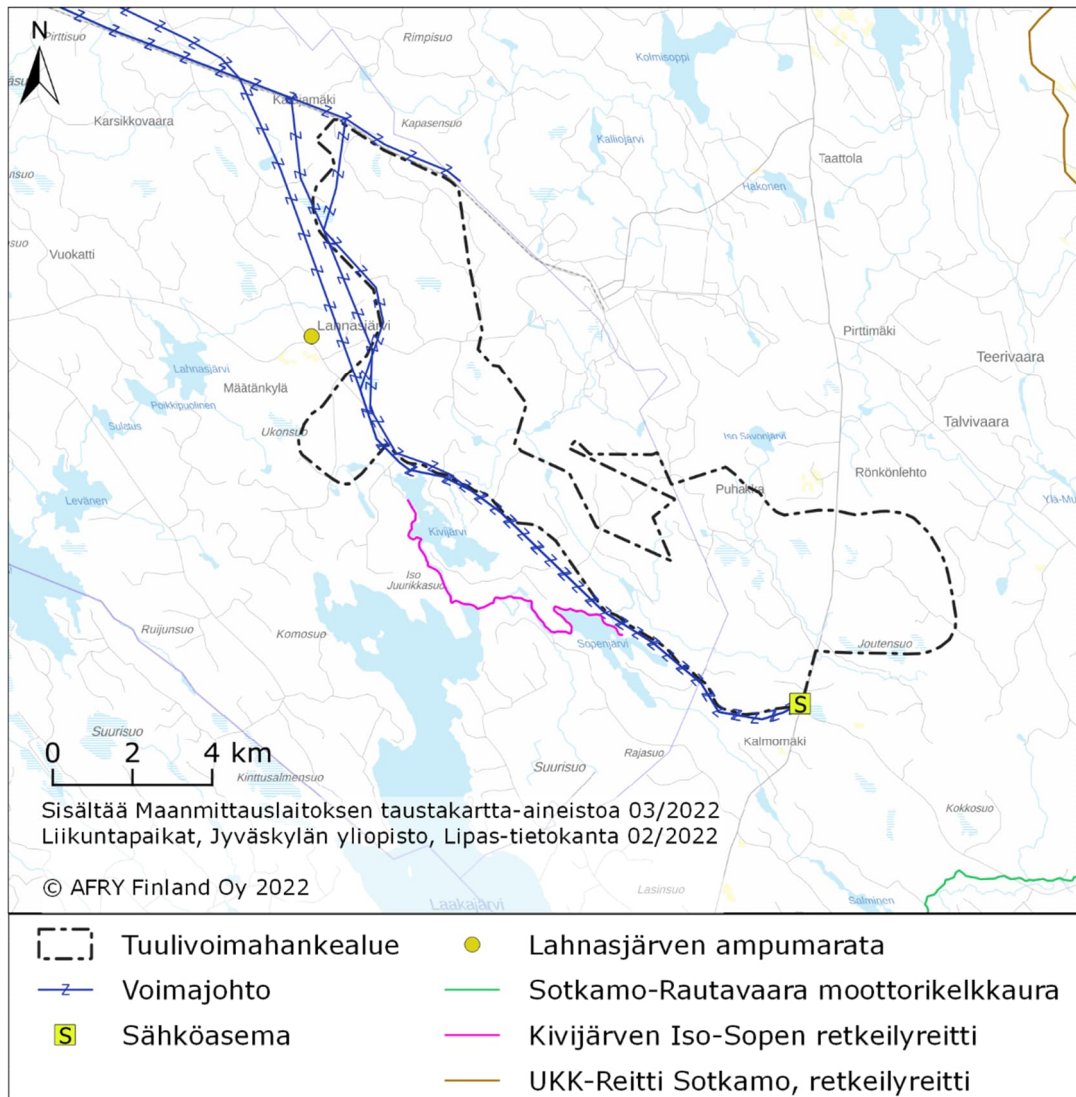 N
Pirttisuo
Rimpisuo
Kolmisoppi
Karsikkovaara
Kapasensuo
Kalliojärvi
Taattola
Hakonen
Vuokatti
Lahnasjärvi
Pirttimäki
Teerivaara
Lahnasjärvi
Määtänkylä
Poikkipuolinen
Sulatus
Ukonsuo
Iso Savonjärvi
Talvivaara
Levänen
Puhakka
Rönkönlehto
Ylä-Mu
Kivijärvi
Iso
Juurikkasuo
Ruijunsuo
Komosuo
Sopenjärvi
Joutensuo
S
Suurisuo
Kalmomäki
Rajasuo
Suurisuo
Kinttusalmensuo
0 2 4 km
Kokkosuo
Sisältää Maanmittauslaitoksen taustakartta-aineistoa 03/2022
Liikuntapaikat, Jyväskylän yliopisto, Lipas-tietokanta 02/2022
© AFRY Finland Oy 2022
Lasinsuo
Laakajärvi
Salminen
Tuulivoimahankealue
Lahnasjärven ampumarata
Voimajohto
Sotkamo-Rautavaara moottorikelkkaura
S Sähköasema
Kivijärven Iso-Sopen retkeilyreitti
UKK-Reitti Sotkamo, retkeilyreitti